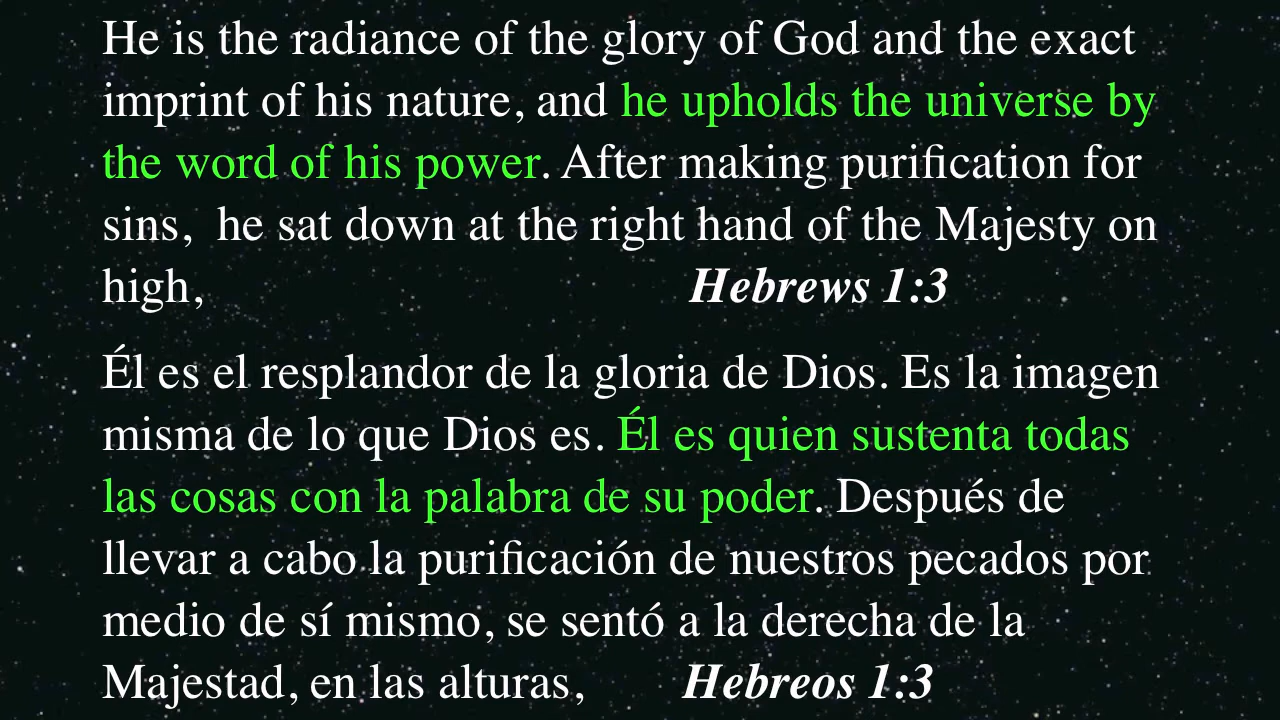 He is the radiance of the glory of God and the exact
imprint of his nature, and he upholds the universe by
the word of his power. After making purification for
sins,  he sat down at the right hand of the Majesty on
high, Hebrews 1:3
Él es el resplandor de la gloria de Dios. Es la imagen
misma de lo que Dios es. Él es quien sustenta todas
las cosas con la palabra de su poder. Después de
llevar a cabo la purificación de nuestros pecados por
medio de sí mismo, se sentó a la derecha de la
Majestad, en las alturas, Hebreos 1:3